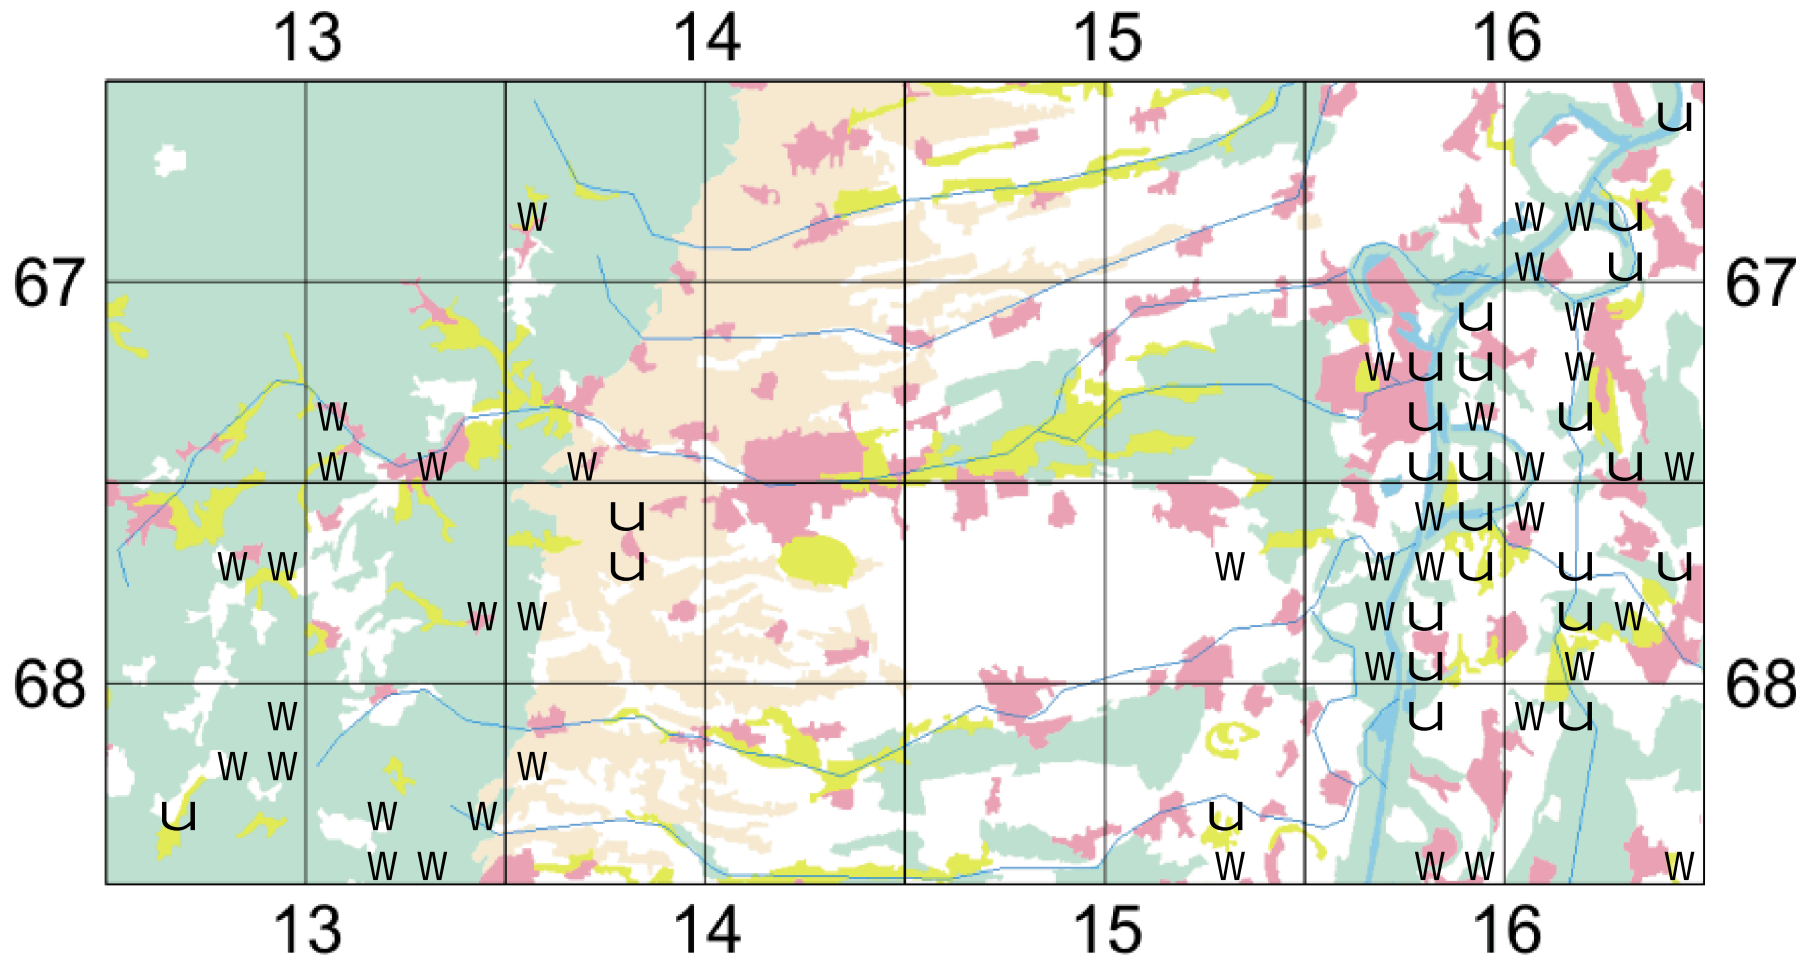 13 14 15 16
u
w w w u
67 w u 67
u w
w u u w
w u w u
w w w w u u w u w
u w u w
w w u w w w u u u
w w w u u w
w u w
68 68
w u w u
w w w
u w w u
w w w w w w
13 14 15 16